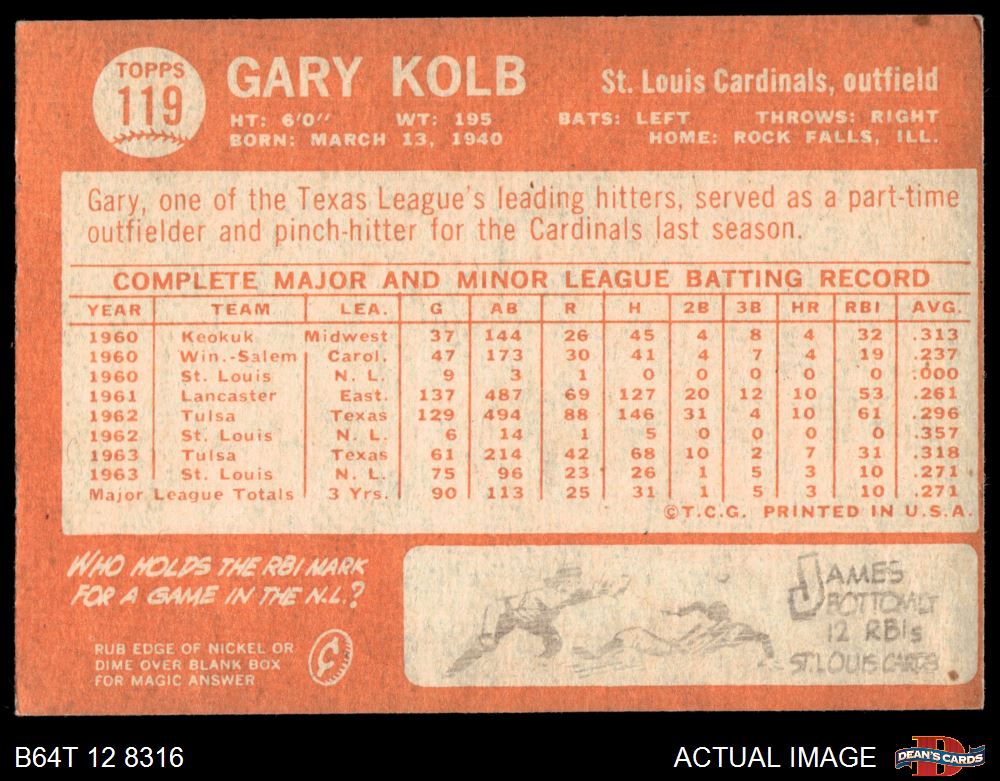 TOPPS
119
GARY KOLB
St. Louis Cardinals, outfield
HT: 6'0" WT: 195 BATS: LEFT THROWS: RIGHT
BORN: MARCH 13, 1940 HOME: ROCK FALLS, ILL.
Gary, one of the Texas League's leading hitters, served as a part-time
outfielder and pinch-hitter for the Cardinals last season.
COMPLETE MAJOR AND MINOR LEAGUE BATTING RECORD
YEAR TEAM LEA. G AB R H 2B 3B HR RBI AVG.
1960 Keokuk Midwest 37 144 26 45 4 8 4 32 .313
1960 Win.-Salem Carol. 47 173 30 41 4 7 4 19 .237
1960 St. Louis N. L. 9 3 1 0 0 0 0 0 .000
1961 Lancaster East. 137 487 69 127 20 12 10 53 .261
1962 Tulsa Texas 129 494 88 146 31 4 10 61 .296
1962 St. Louis N. L. 6 14 1 5 0 0 0 0 .357
1963 Tulsa Texas 61 214 42 68 10 2 7 31 .318
1963 St. Louis N. L. 75 96 23 26 1 5 3 10 .271
Major League Totals 3 Yrs. 90 113 25 31 1 5 3 10 .271
©T.C.G. PRINTED IN U.S.A.
WHO HOLDS THE RBI MARK
FOR A GAME IN THE N.L.?
RUB EDGE OF NICKEL OR
DIME OVER BLANK BOX
FOR MAGIC ANSWER
JAMES
BOTTOMLY
12 RBIs
ST. LOUIS CARDS
B64T 12 8316
ACTUAL IMAGE
D
DEAN'S CARDS